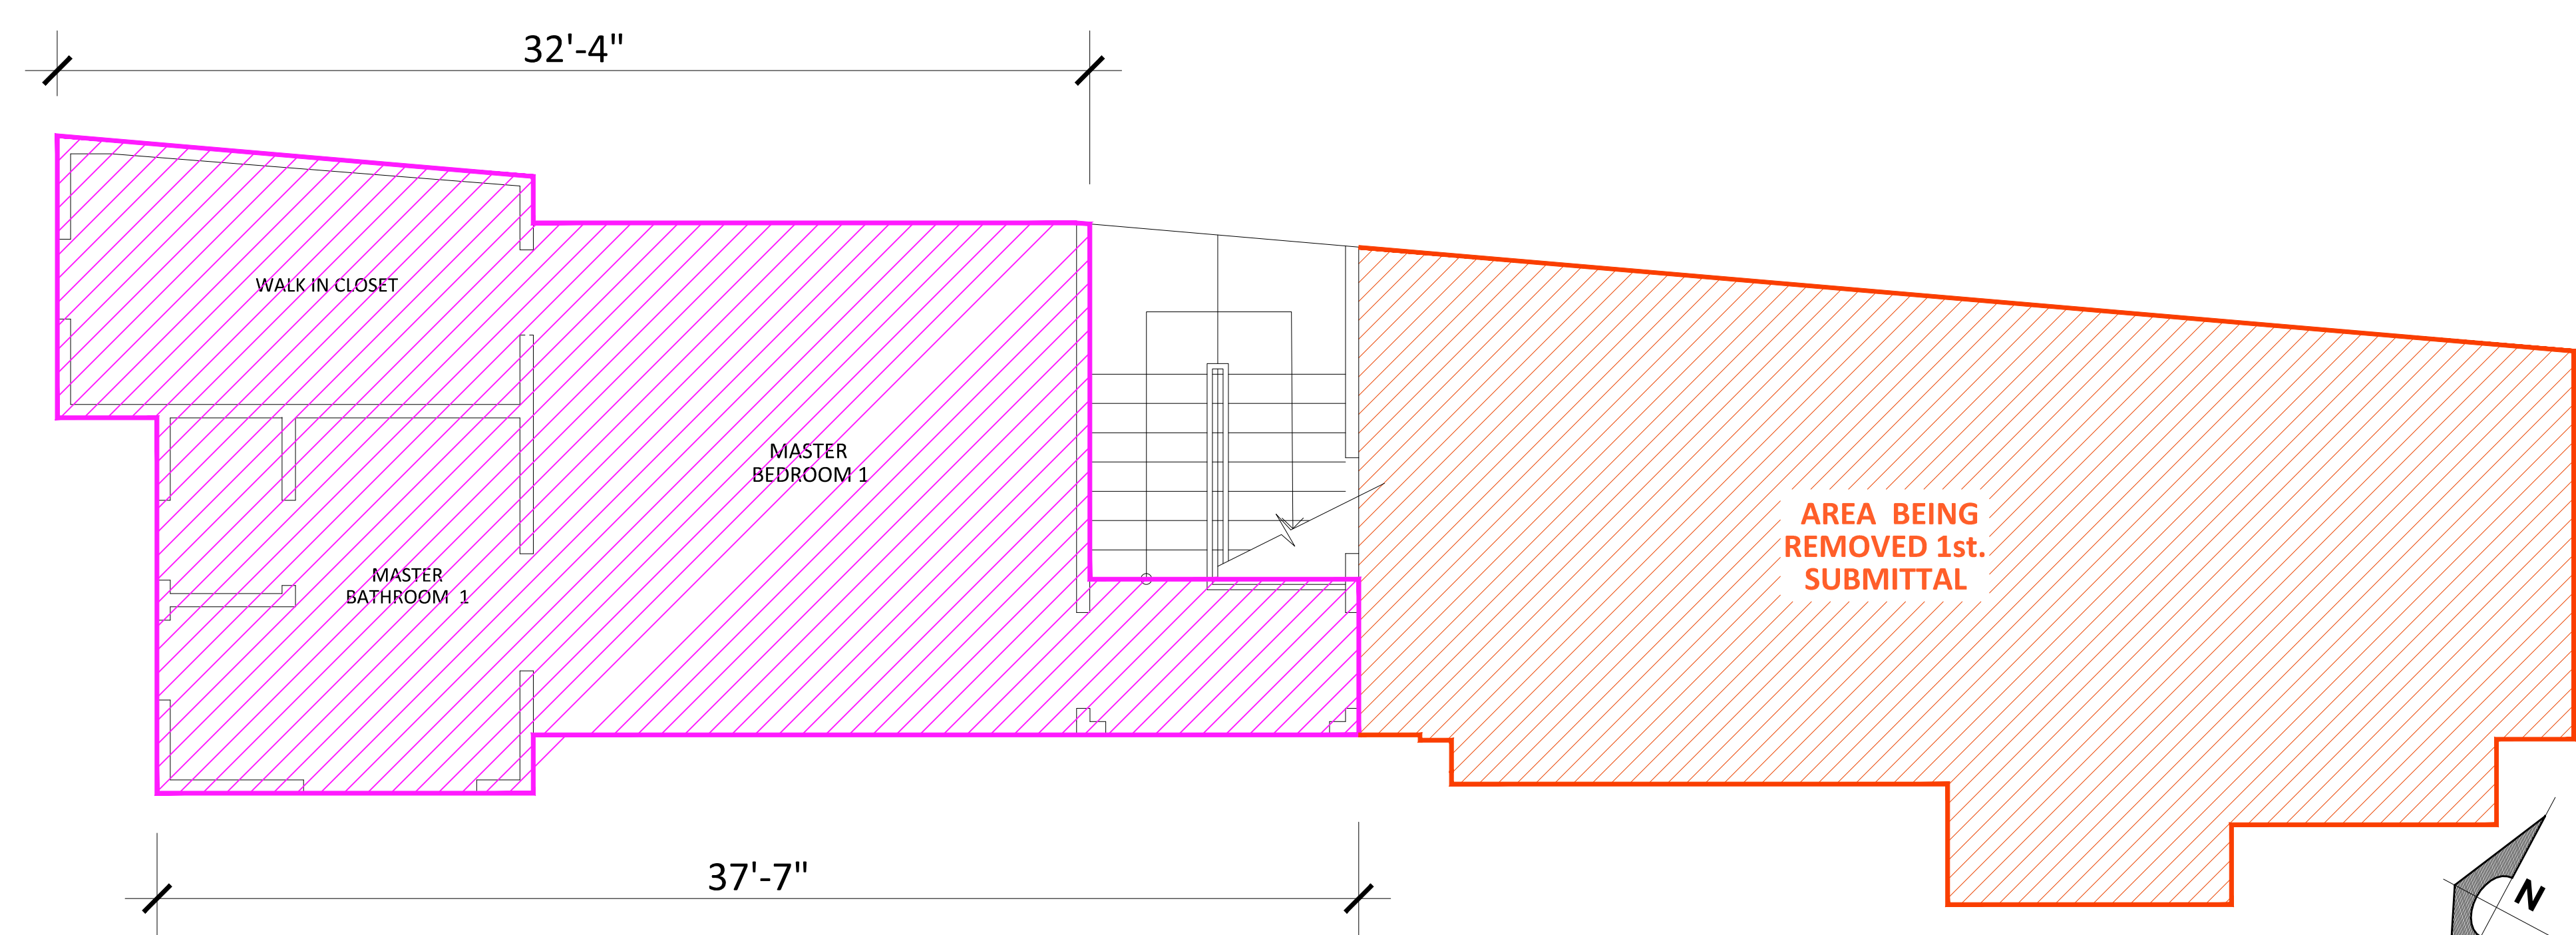 32'-4"
WALK IN CLOSET
MASTER
BEDROOM 1
AREA BEING
REMOVED 1st.
SUBMITTAL
MASTER
BATHROOM 1
37'-7"
N